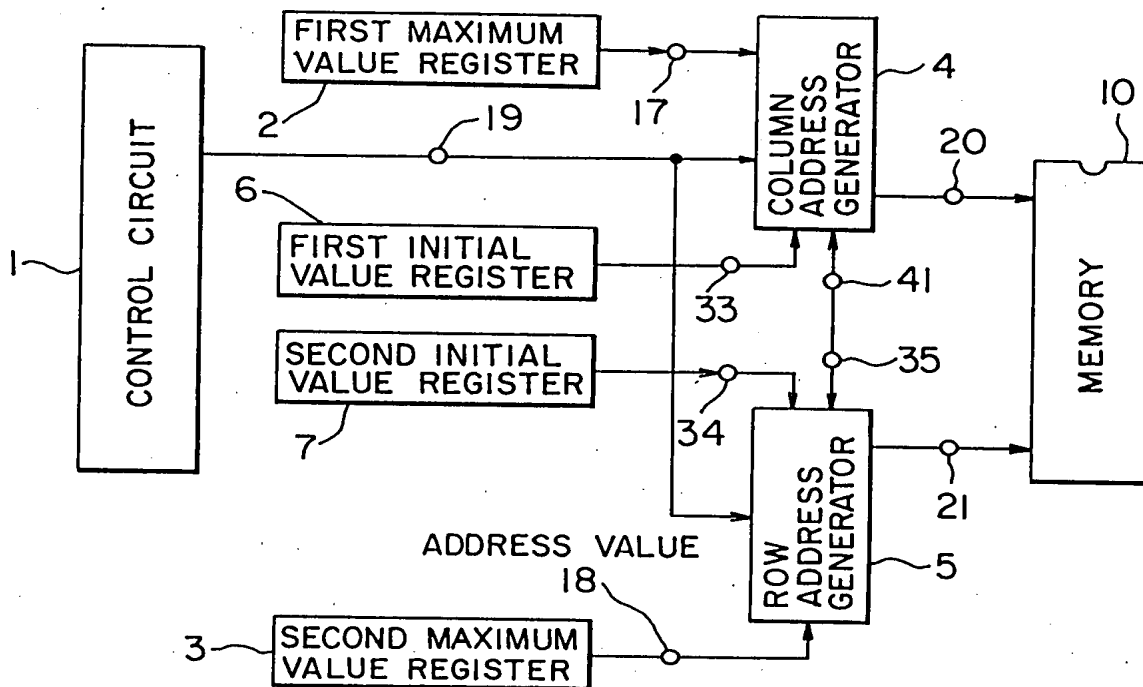 FIRST MAXIMUM
VALUE REGISTER
2
17
COLUMN
ADDRESS
GENERATOR
4
10
19
20
CONTROL CIRCUIT
1
6
FIRST INITIAL
VALUE REGISTER
33
41
MEMORY
SECOND INITIAL
VALUE REGISTER
7
34
35
ROW
ADDRESS
GENERATOR
21
5
ADDRESS VALUE
18
3
SECOND MAXIMUM
VALUE REGISTER